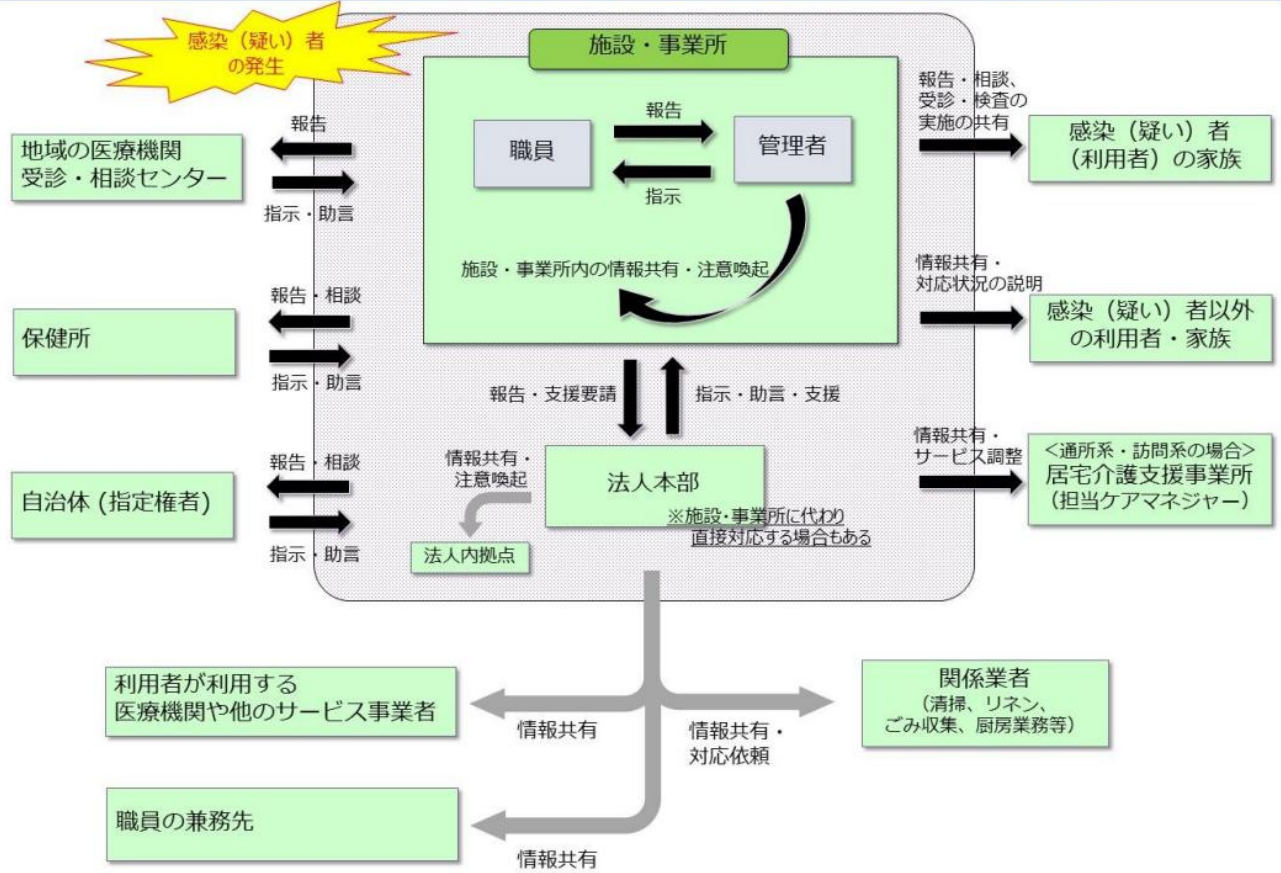 感染（疑い）者
の発生
施設・事業所
報告
職員
管理者
指示
施設・事業所内の情報共有・注意喚起
地域の医療機関
受診・相談センター
報告
指示・助言
保健所
報告・相談
指示・助言
自治体 (指定権者)
報告・相談
指示・助言
報告・相談、
受診・検査の
実施の共有
感染（疑い）者
（利用者）の家族
情報共有・
対応状況の説明
感染（疑い）者以外
の利用者・家族
情報共有・
サービス調整
＜通所系・訪問系の場合＞
居宅介護支援事業所
（担当ケアマネジャー）
報告・支援要請
指示・助言・支援
法人本部
※施設・事業所に代わり
直接対応する場合もある
情報共有・
注意喚起
法人内拠点
利用者が利用する
医療機関や他のサービス事業者
情報共有
情報共有・
対応依頼
関係業者
（清掃、リネン、
ごみ収集、厨房業務等）
職員の兼務先
情報共有